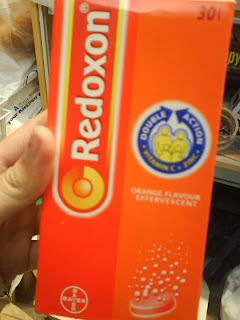 30
Redoxon®
DOUBLE ACTION
VITAMIN C + ZINC
ORANGE FLAVOUR
EFFERVESCENT
BAYER